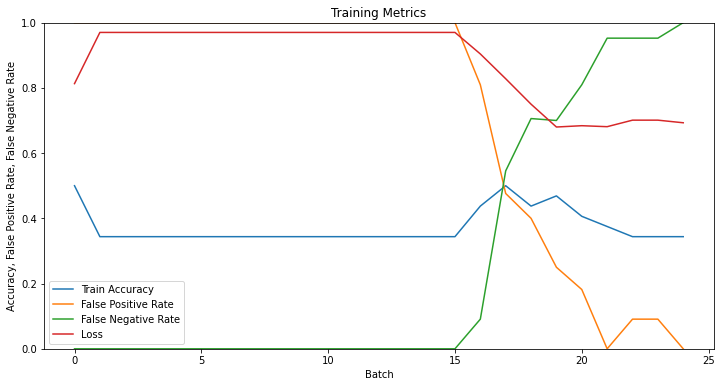 Training Metrics
Accuracy, False Positive Rate, False Negative Rate
1.0
0.8
0.6
0.4
0.2
0.0
Train Accuracy
False Positive Rate
False Negative Rate
Loss
0 5 10 15 20 25
Batch